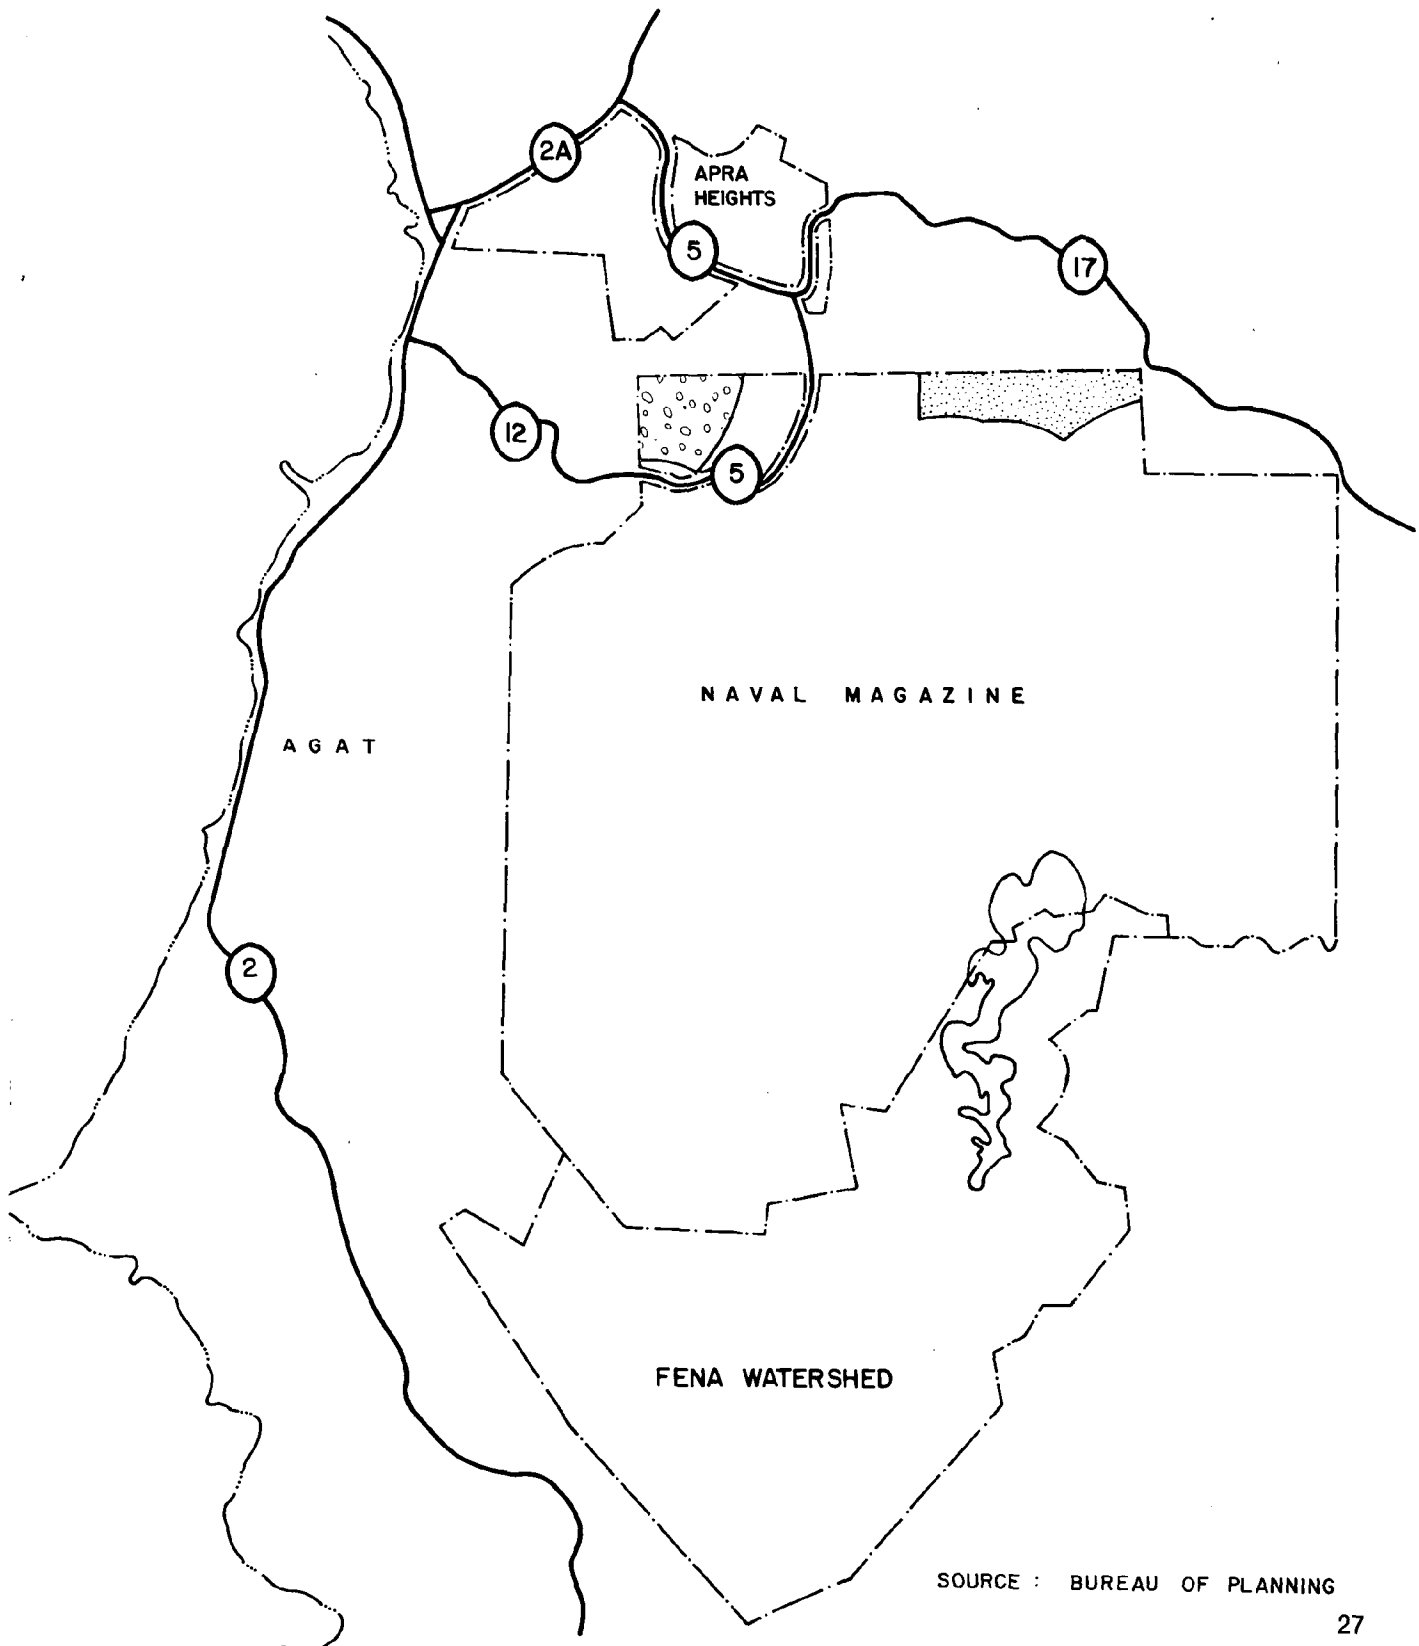 2A
APRA
HEIGHTS
5
17
12
5
NAVAL MAGAZINE
AGAT
2
FENA WATERSHED
SOURCE : BUREAU OF PLANNING
27